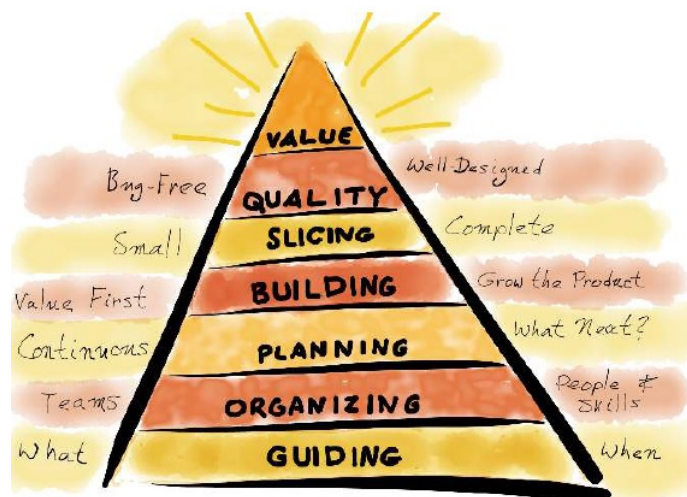 VALUE
Bug-Free
QUALITY
Well-Designed
Small
SLICING
Complete
Value First
BUILDING
Grow the Product
Continuous
PLANNING
What Next?
Teams
ORGANIZING
People &
Skills
What
GUIDING
When